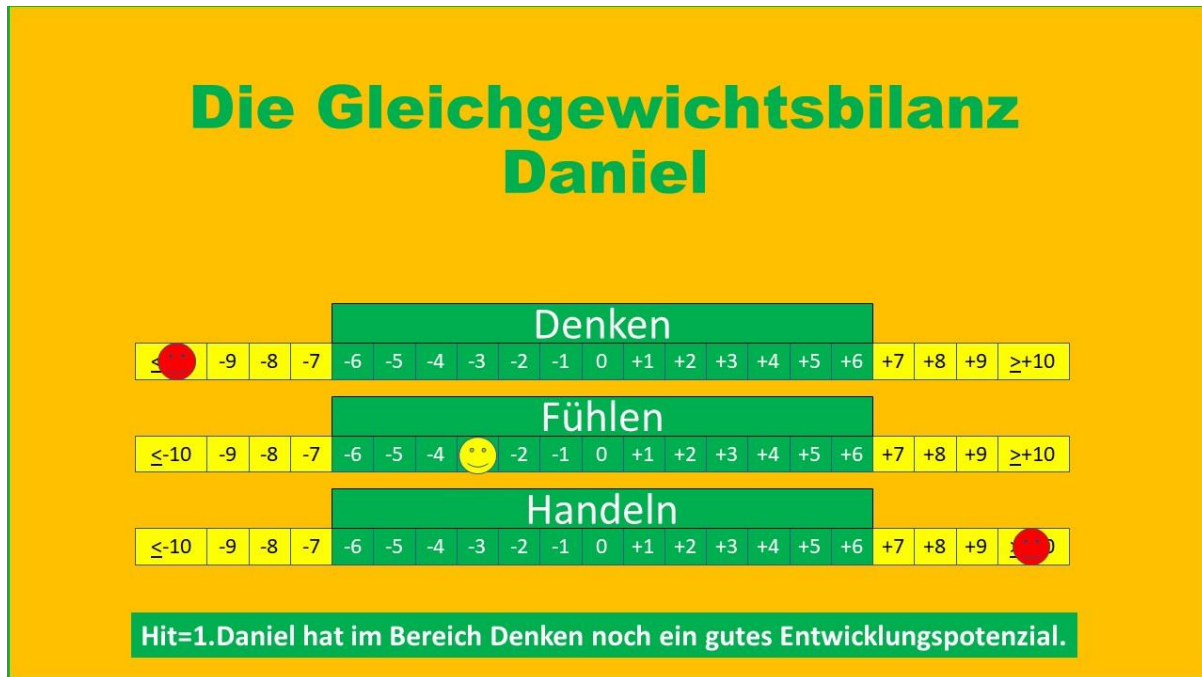 Die Gleichgewichtsbilanz
Daniel
Denken
-9 -8 -7 -6 -5 -4 -3 -2 -1 0 +1 +2 +3 +4 +5 +6 +7 +8 +9 ≥+10
Fühlen
≤-10 -9 -8 -7 -6 -5 -4 -2 -1 0 +1 +2 +3 +4 +5 +6 +7 +8 +9 ≥+10
Handeln
≤-10 -9 -8 -7 -6 -5 -4 -3 -2 -1 0 +1 +2 +3 +4 +5 +6 +7 +8 +9
Hit=1.Daniel hat im Bereich Denken noch ein gutes Entwicklungspotenzial.